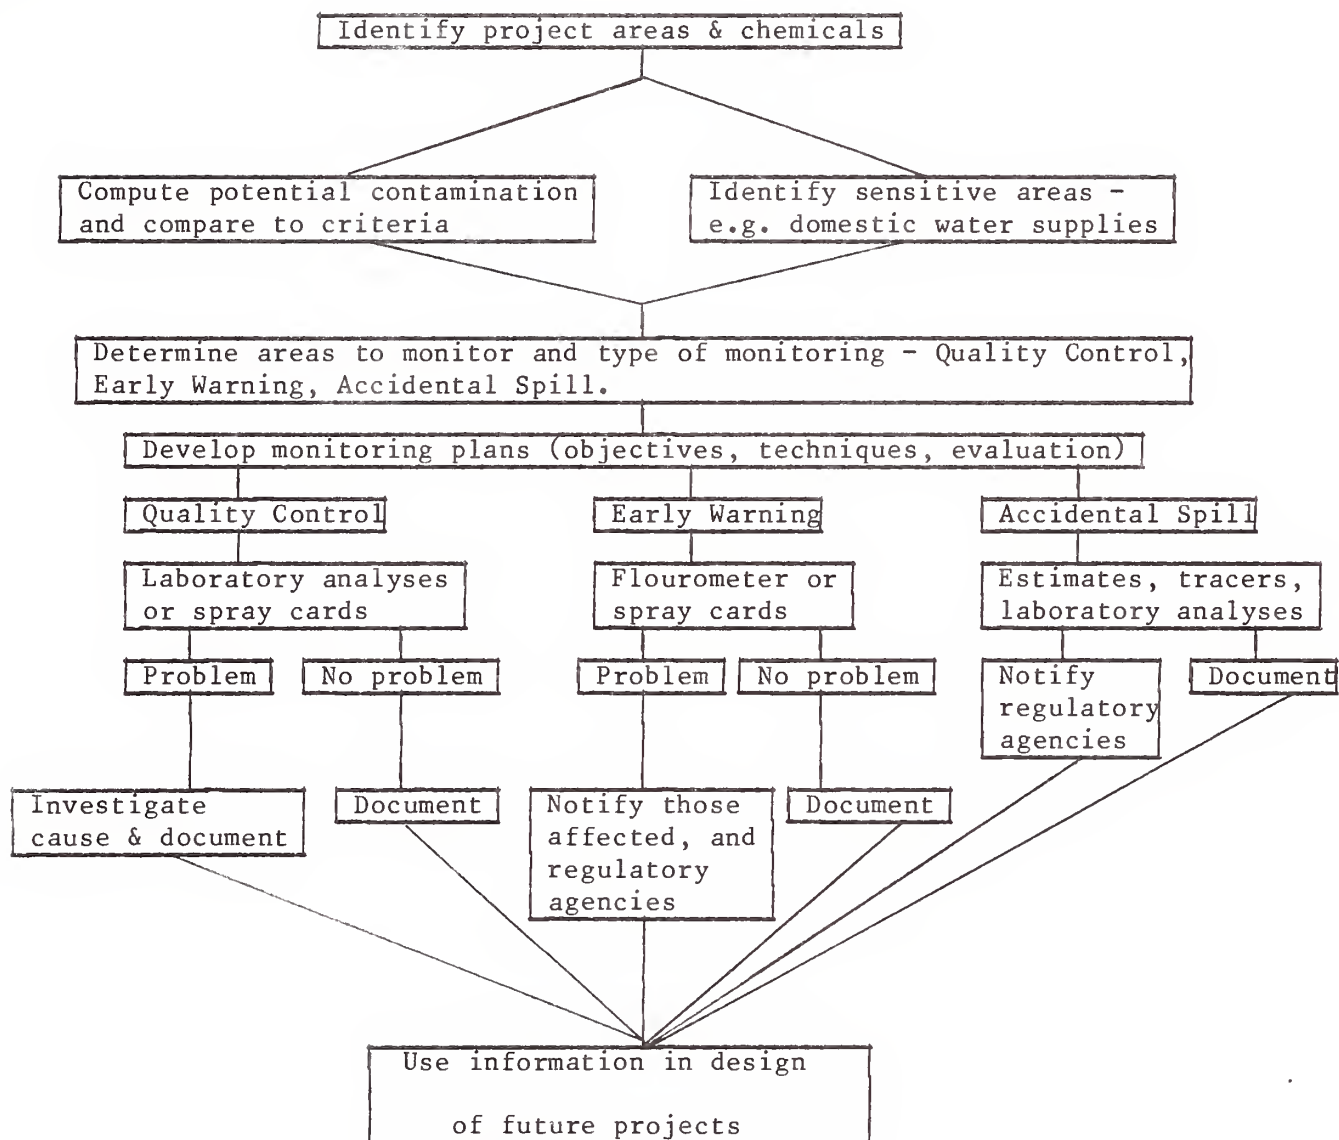 Identify project areas & chemicals
Compute potential contamination
and compare to criteria
Identify sensitive areas -
e.g. domestic water supplies
Determine areas to monitor and type of monitoring - Quality Control,
Early Warning, Accidental Spill.
Develop monitoring plans (objectives, techniques, evaluation)
Quality Control
Early Warning
Accidental Spill
Laboratory analyses
or spray cards
Flourometer or
spray cards
Estimates, tracers,
laboratory analyses
Problem
No problem
Problem
No problem
Notify
regulatory
agencies
Document
Investigate
cause & document
Document
Notify those
affected, and
regulatory
agencies
Document
Use information in design
of future projects